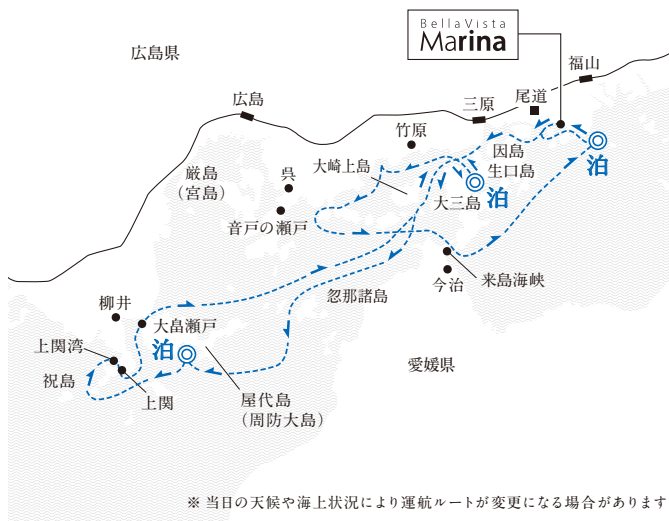 BellaVista
Marina
広島県
福山
広島
尾道
三原
竹原
因島
生口島
泊
大崎上島
厳島
（宮島）
呉
大三島
泊
音戸の瀬戸
来島海峡
今治
忽那諸島
柳井
大畠瀬戸
泊
上関湾
祝島
上関
屋代島
（周防大島）
愛媛県
※ 当日の天候や海上状況により運航ルートが変更になる場合があります